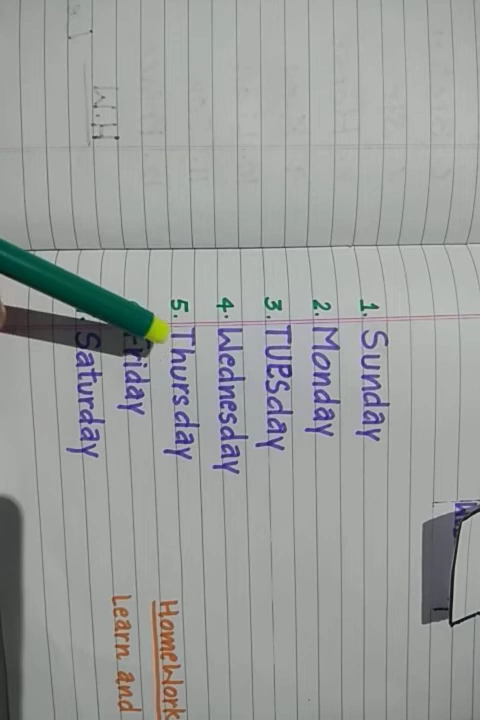 1. Sunday
2. Monday
3. TUESday
4. Wednesday
5. Thursday
Friday
Saturday
HomeWork
Learn and
H.W